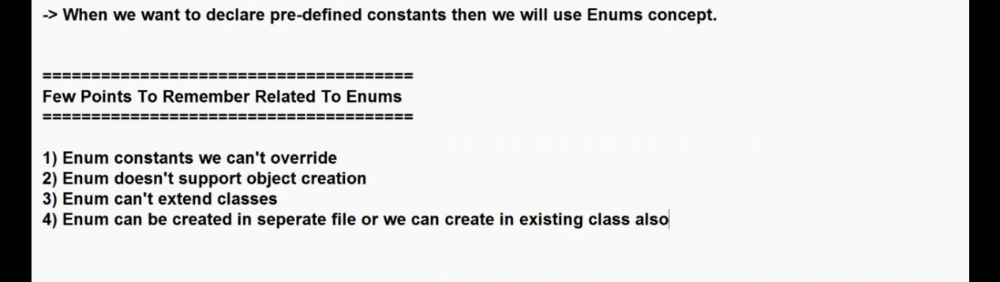 -> When we want to declare pre-defined constants then we will use Enums concept.
======================================
Few Points To Remember Related To Enums
======================================
1) Enum constants we can't override
2) Enum doesn't support object creation
3) Enum can't extend classes
4) Enum can be created in seperate file or we can create in existing class also